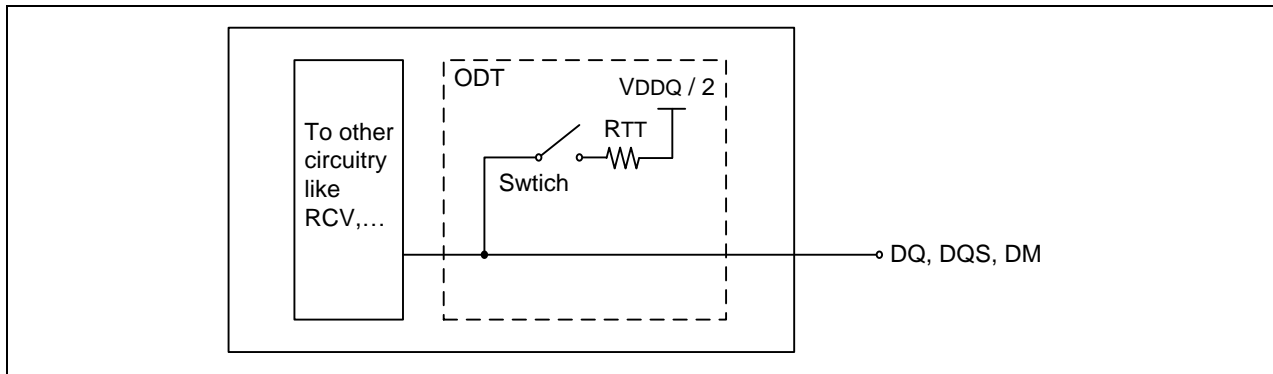 ODT
VDDQ / 2
RTT
Swtich
To other
circuitry
like
RCV,…
DQ, DQS, DM